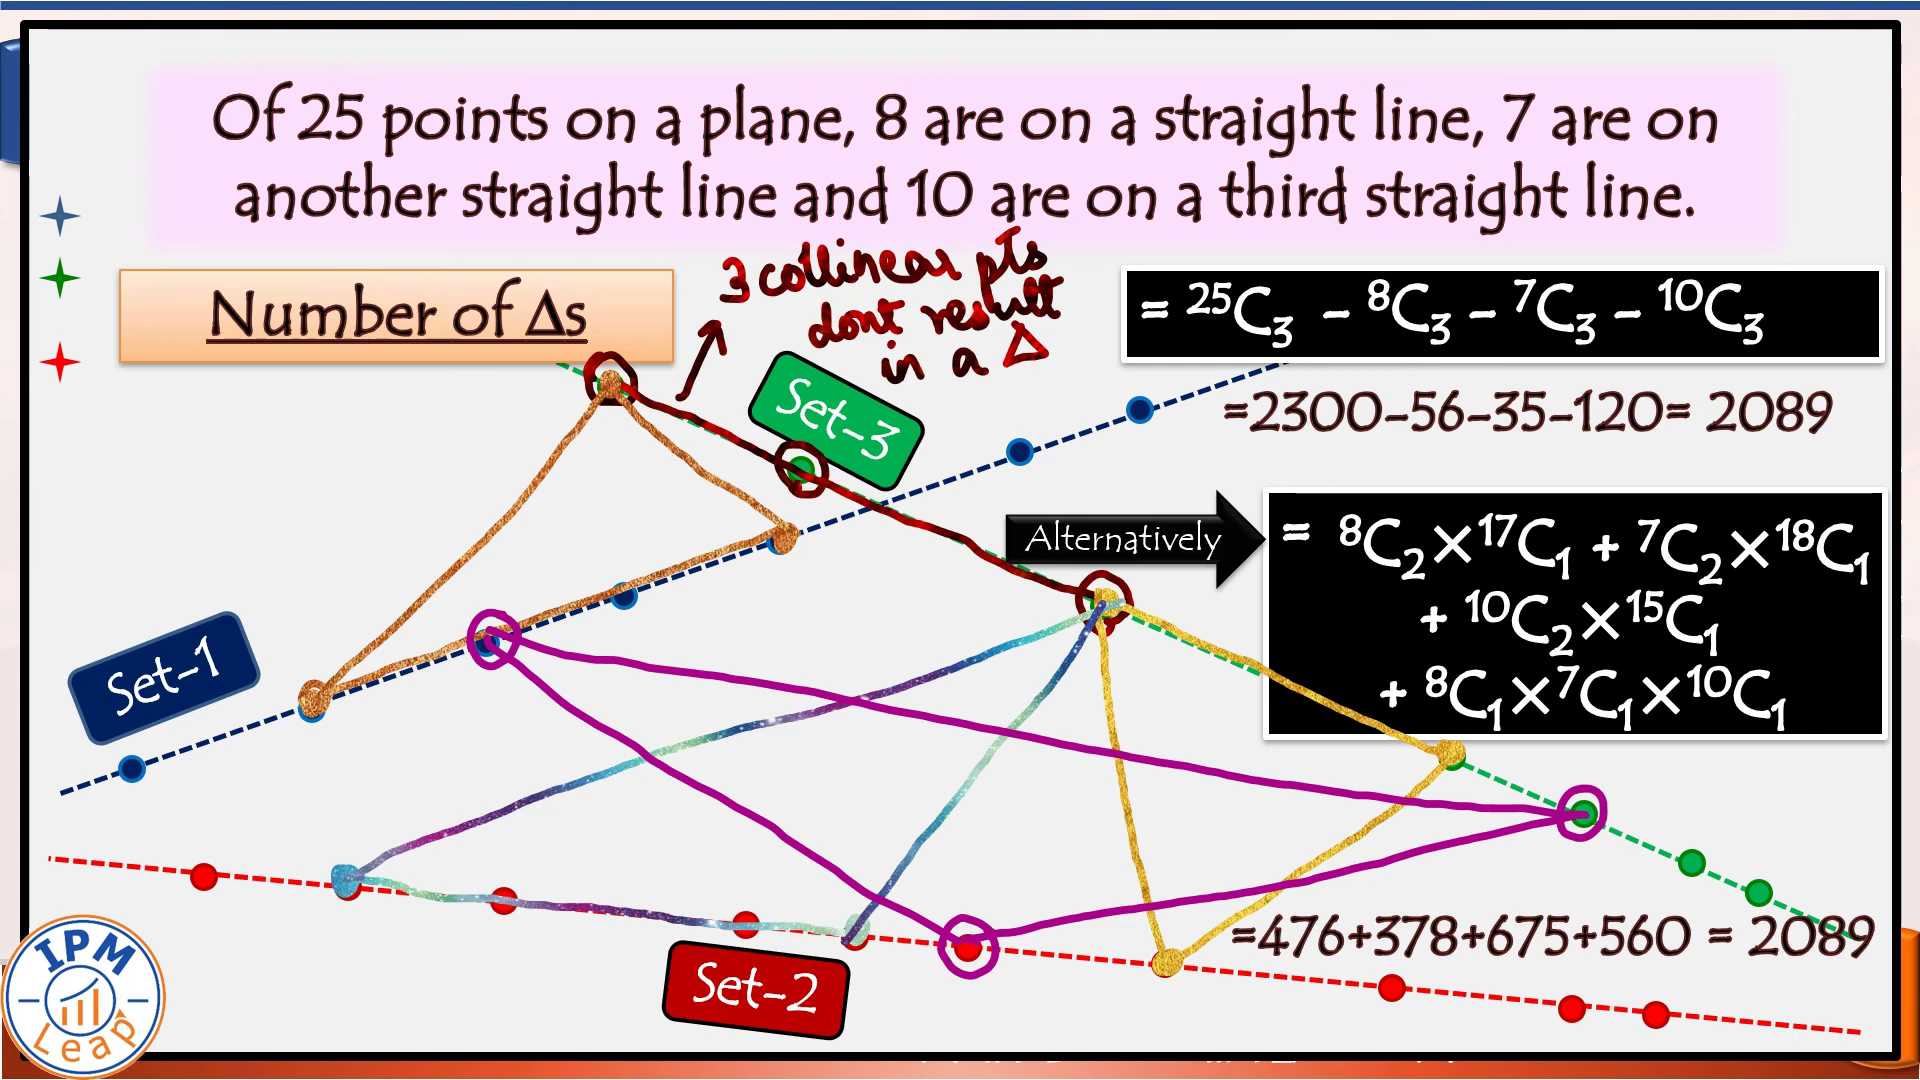 Of 25 points on a plane, 8 are on a straight line, 7 are on
another straight line and 10 are on a third straight line.
Number of ∆s
3 collinear pts
dont result
in a ∆
= ²⁵C₃ – ⁸C₃ – ⁷C₃ – ¹⁰C₃
=2300-56-35-120= 2089
Set-3
Alternatively
= ⁸C₂×¹⁷C₁ + ⁷C₂×¹⁸C₁
+ ¹⁰C₂×¹⁵C₁
+ ⁸C₁×⁷C₁×¹⁰C₁
Set-1
=476+378+675+560 = 2089
Set-2
IPM
Leap